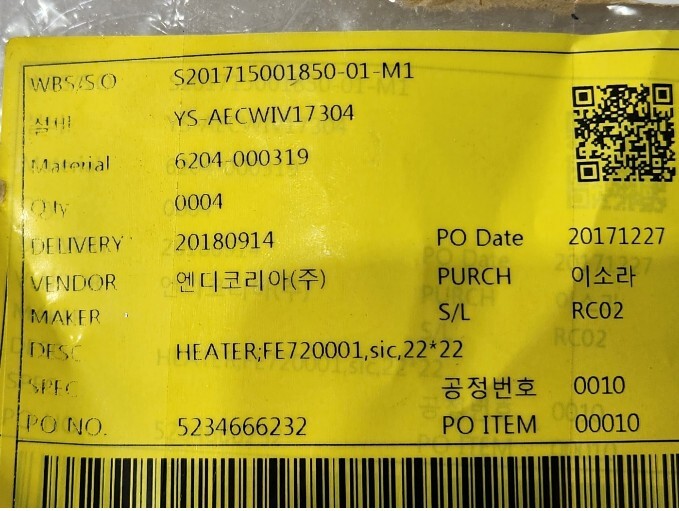 WBS/S.O S201715001850-01-M1
설비 YS-AECWIV17304
Material 6204-000319
Q'ty 0004
DELIVERY 20180914 PO Date 20171227
VENDOR 엔디코리아(주) PURCH 이소라
MAKER S/L RC02
DESC HEATER;FE720001,sic,22*22
SPEC 공정번호 0010
PO NO. 5234666232 PO ITEM 00010